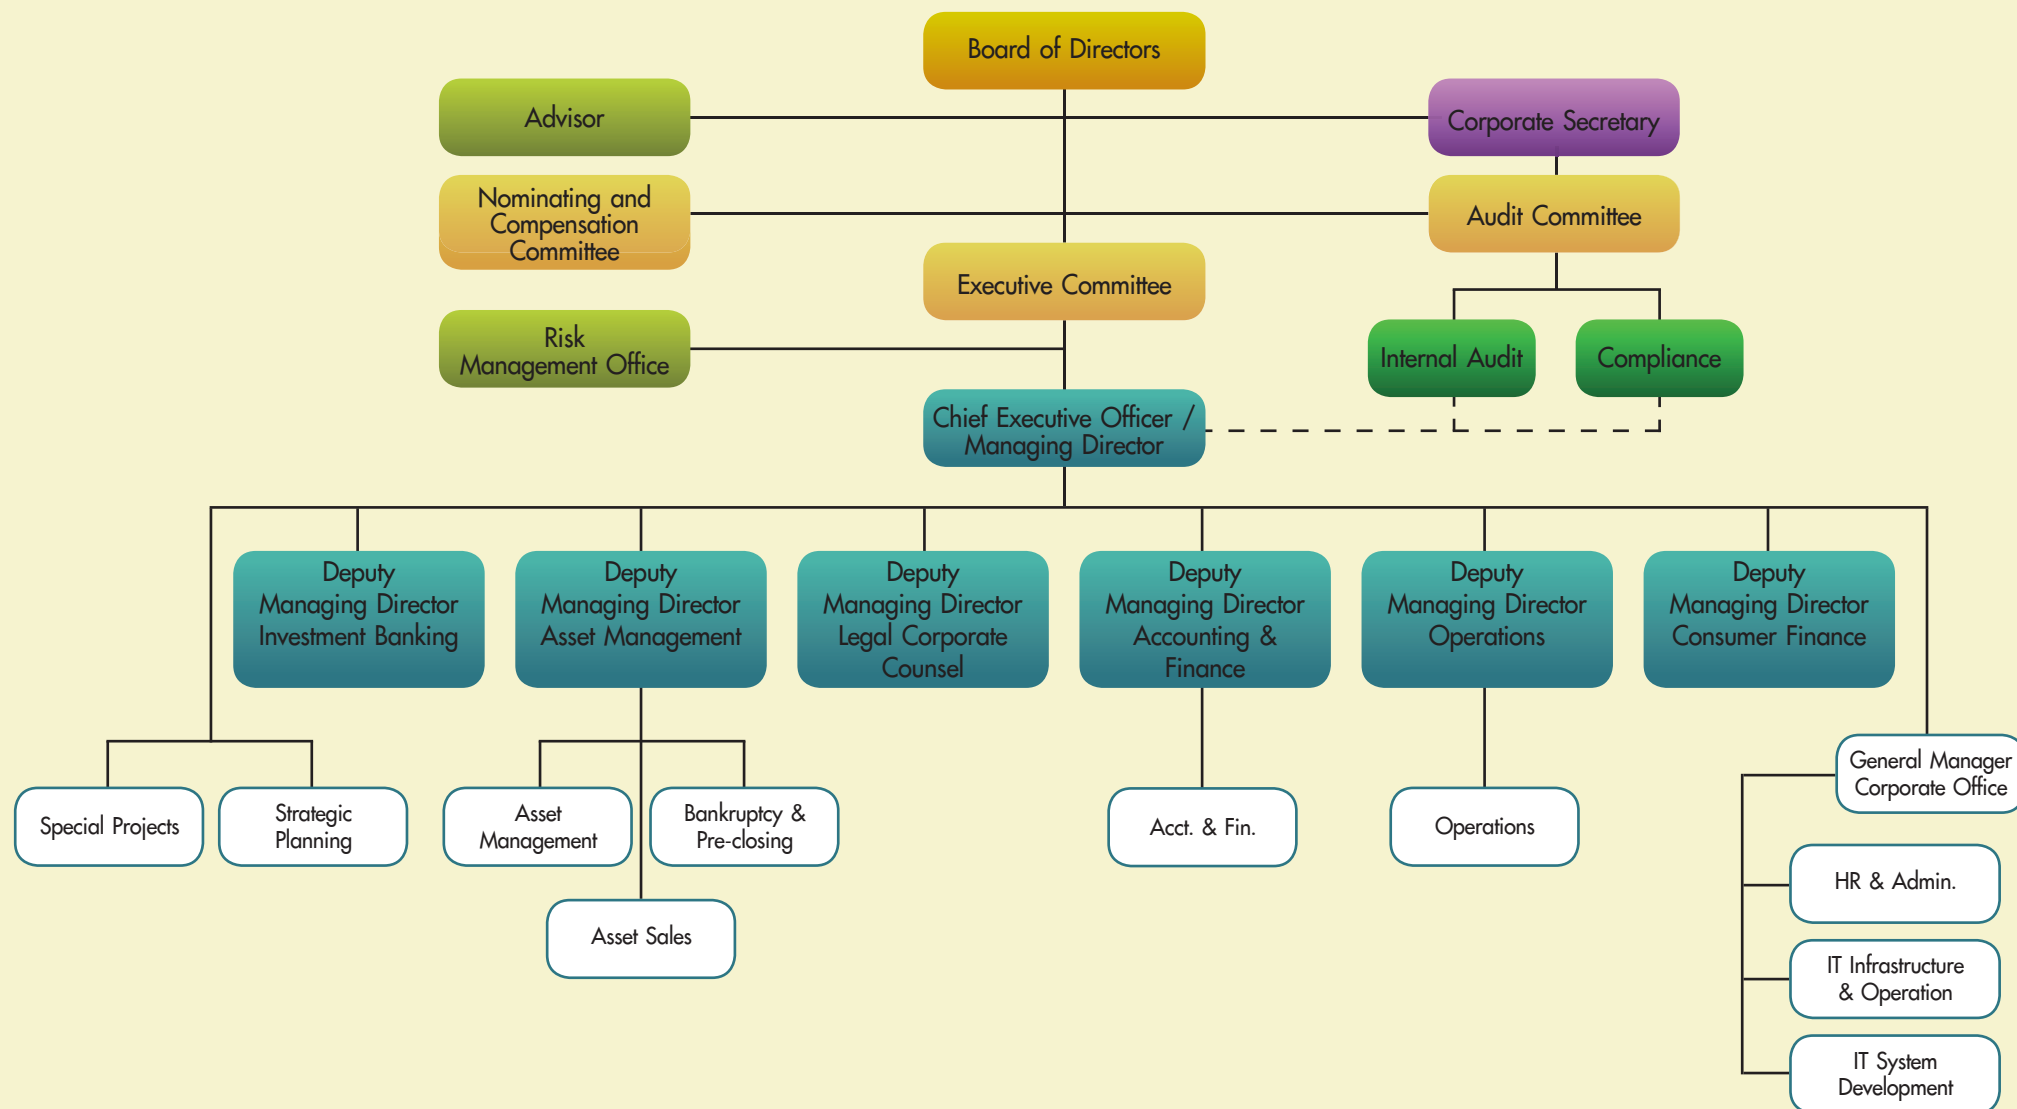 Board of Directors
Advisor
Corporate Secretary
Nominating and
Compensation
Committee
Audit Committee
Executive Committee
Risk
Management Office
Internal Audit
Compliance
Chief Executive Officer /
Managing Director
Deputy
Managing Director
Investment Banking
Deputy
Managing Director
Asset Management
Deputy
Managing Director
Legal Corporate
Counsel
Deputy
Managing Director
Accounting &
Finance
Deputy
Managing Director
Operations
Deputy
Managing Director
Consumer Finance
Special Projects
Strategic
Planning
Asset
Management
Bankruptcy &
Pre-closing
Asset Sales
Acct. & Fin.
Operations
General Manager
Corporate Office
HR & Admin.
IT Infrastructure
& Operation
IT System
Development